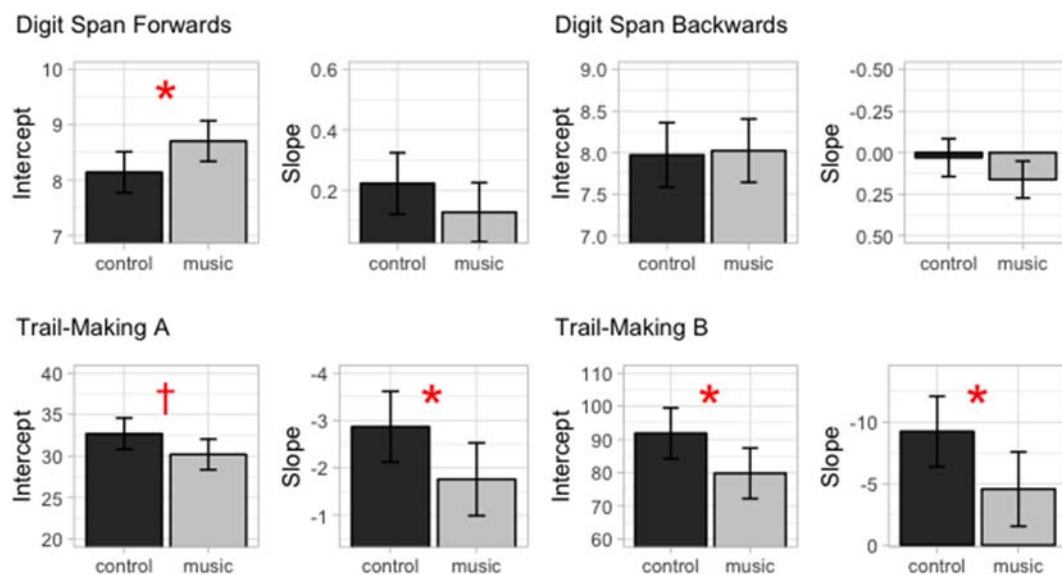 Digit Span Forwards
Digit Span Backwards
10
9
8
7
Intercept
*
control music
0.6
0.4
0.2
Slope
control music
9.0
8.5
8.0
7.5
7.0
Intercept
control music
-0.50
-0.25
0.00
0.25
0.50
Slope
control music
Trail-Making A
Trail-Making B
40
35
30
25
20
Intercept
†
control music
-4
-3
-2
-1
Slope
*
control music
110
100
90
80
70
60
Intercept
*
control music
-10
-5
0
Slope
*
control music